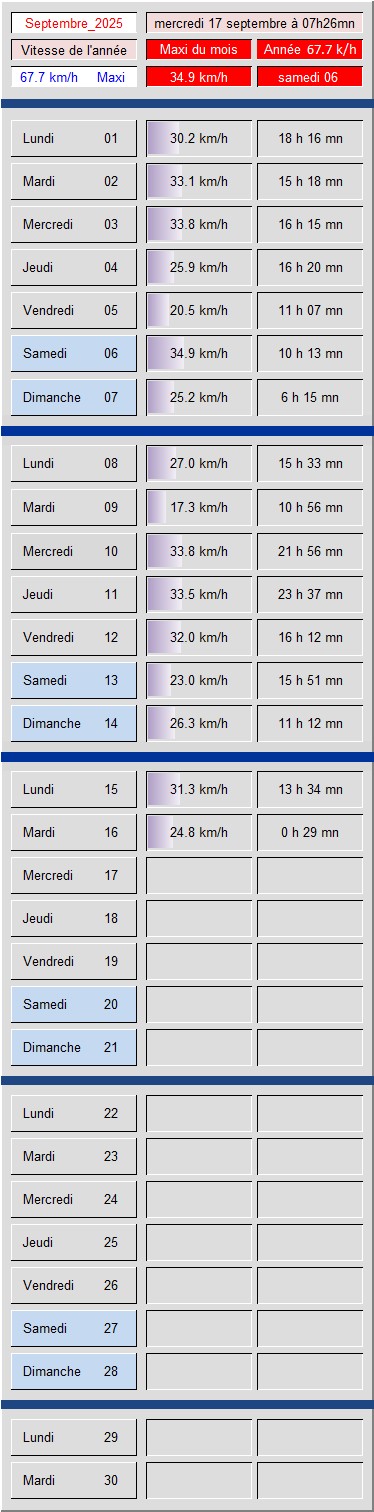 Septembre_2025 mercredi 17 septembre à 07h26mn
Vitesse de l'année Maxi du mois Année 67.7 k/h
67.7 km/h Maxi 34.9 km/h samedi 06
Lundi 01 30.2 km/h 18 h 16 mn
Mardi 02 33.1 km/h 15 h 18 mn
Mercredi 03 33.8 km/h 16 h 15 mn
Jeudi 04 25.9 km/h 16 h 20 mn
Vendredi 05 20.5 km/h 11 h 07 mn
Samedi 06 34.9 km/h 10 h 13 mn
Dimanche 07 25.2 km/h 6 h 15 mn
Lundi 08 27.0 km/h 15 h 33 mn
Mardi 09 17.3 km/h 10 h 56 mn
Mercredi 10 33.8 km/h 21 h 56 mn
Jeudi 11 33.5 km/h 23 h 37 mn
Vendredi 12 32.0 km/h 16 h 12 mn
Samedi 13 23.0 km/h 15 h 51 mn
Dimanche 14 26.3 km/h 11 h 12 mn
Lundi 15 31.3 km/h 13 h 34 mn
Mardi 16 24.8 km/h 0 h 29 mn
Mercredi 17
Jeudi 18
Vendredi 19
Samedi 20
Dimanche 21
Lundi 22
Mardi 23
Mercredi 24
Jeudi 25
Vendredi 26
Samedi 27
Dimanche 28
Lundi 29
Mardi 30